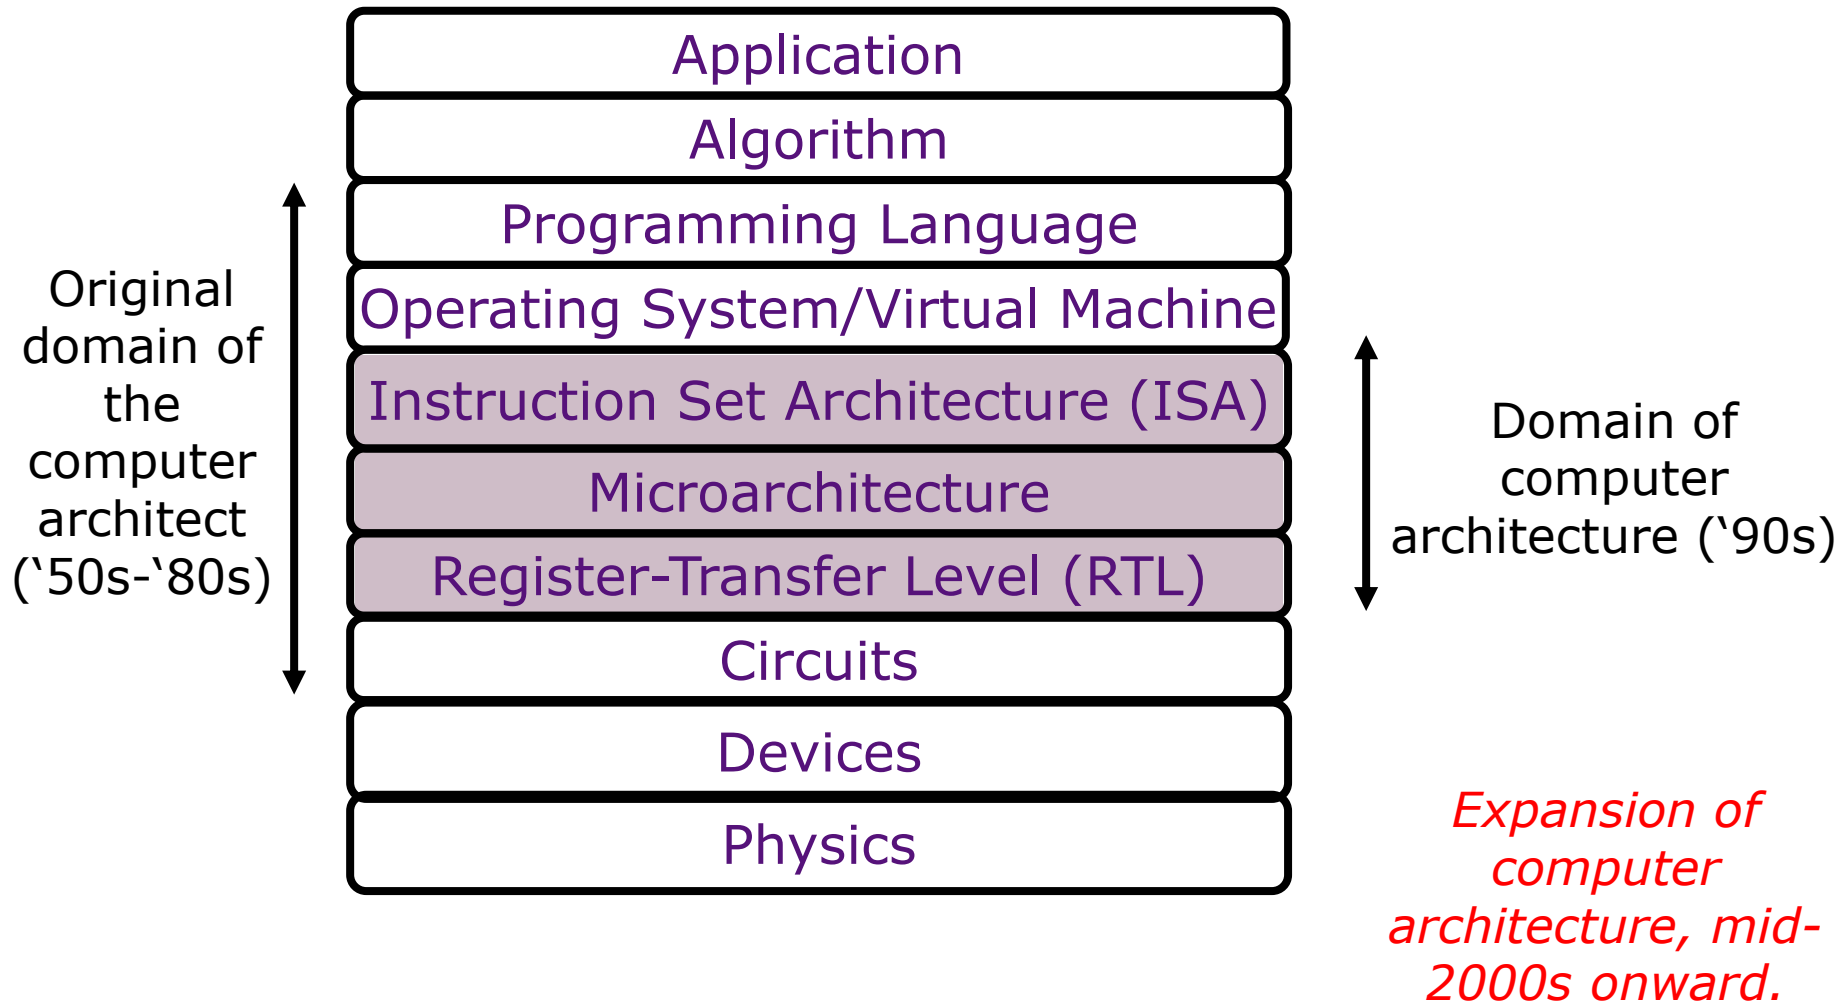 Application
Algorithm
Programming Language
Operating System/Virtual Machine
Instruction Set Architecture (ISA)
Microarchitecture
Register-Transfer Level (RTL)
Circuits
Devices
Physics
Original
domain of
the
computer
architect
(‘50s-‘80s)
Domain of
computer
architecture (‘90s)
Expansion of
computer
architecture, mid-
2000s onward.